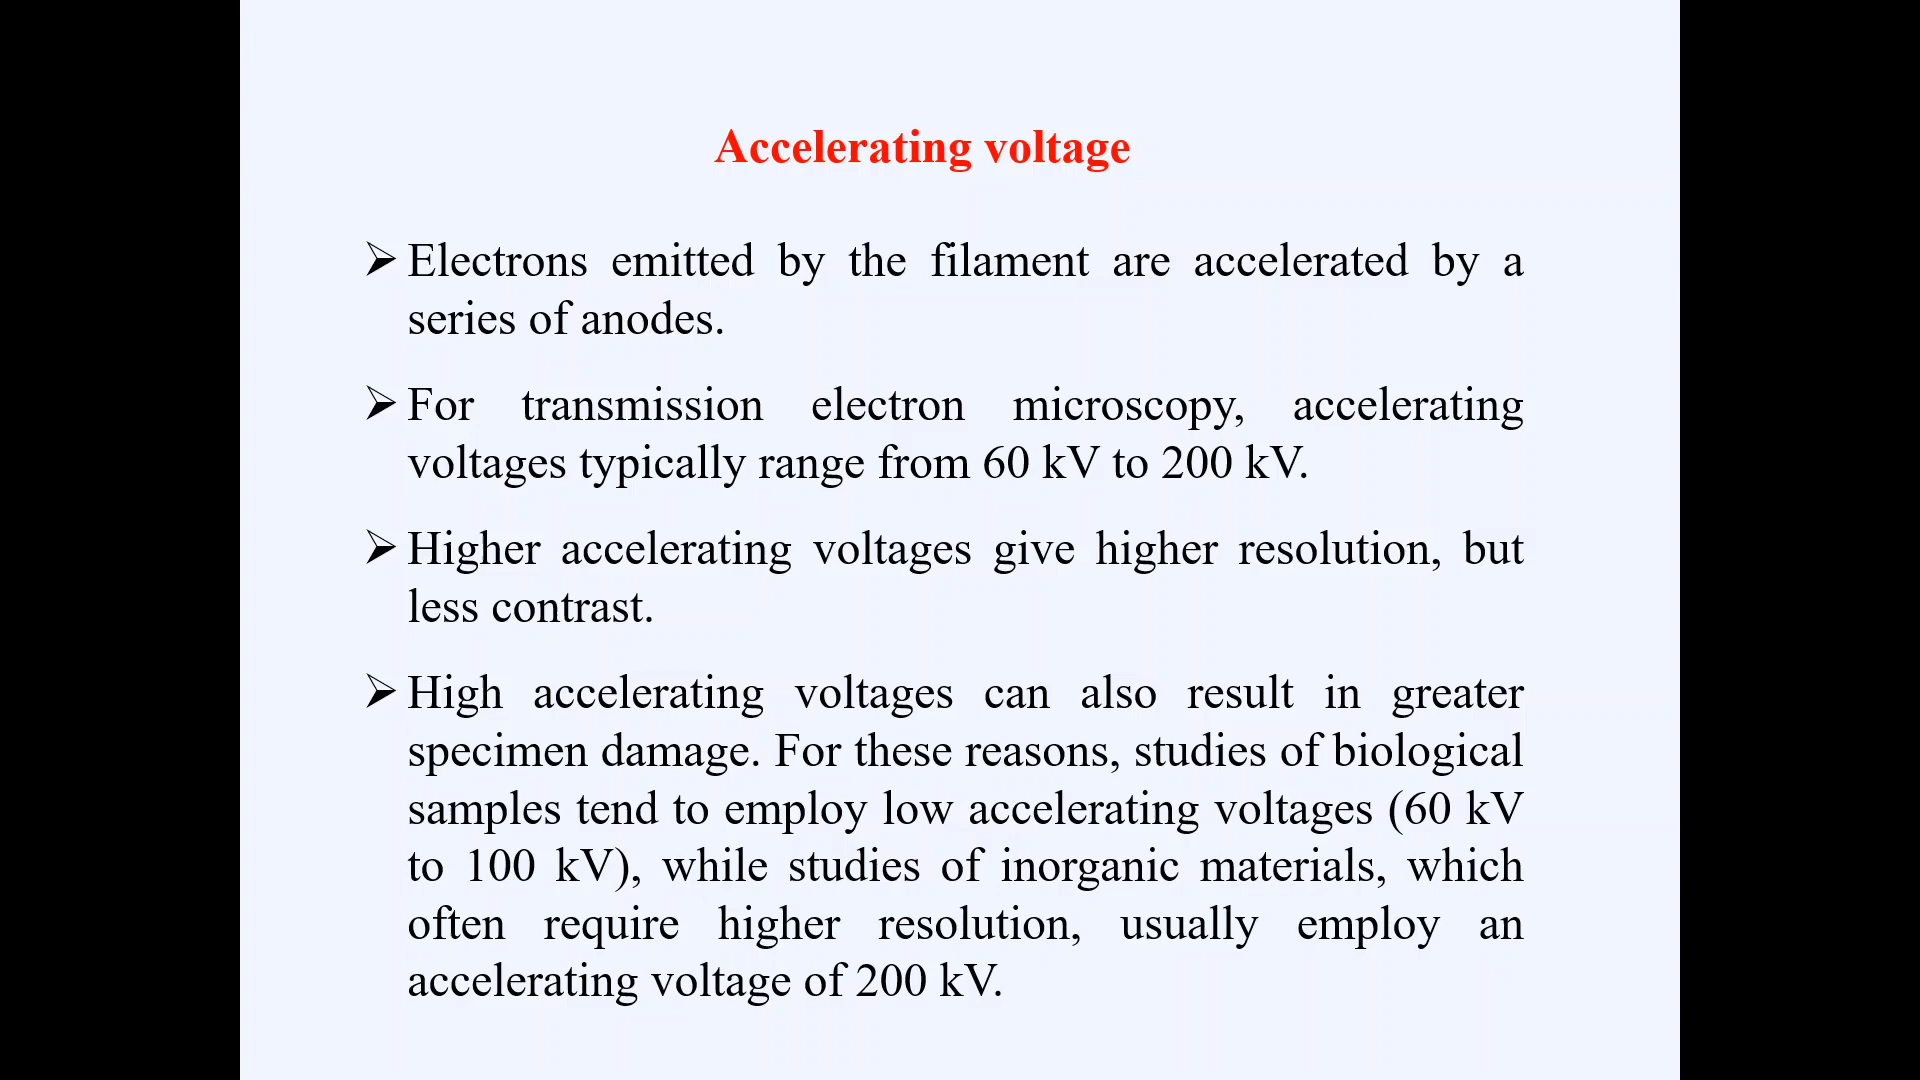 Accelerating voltage
➢ Electrons emitted by the filament are accelerated by a
series of anodes.
➢ For transmission electron microscopy, accelerating
voltages typically range from 60 kV to 200 kV.
➢ Higher accelerating voltages give higher resolution, but
less contrast.
➢ High accelerating voltages can also result in greater
specimen damage. For these reasons, studies of biological
samples tend to employ low accelerating voltages (60 kV
to 100 kV), while studies of inorganic materials, which
often require higher resolution, usually employ an
accelerating voltage of 200 kV.